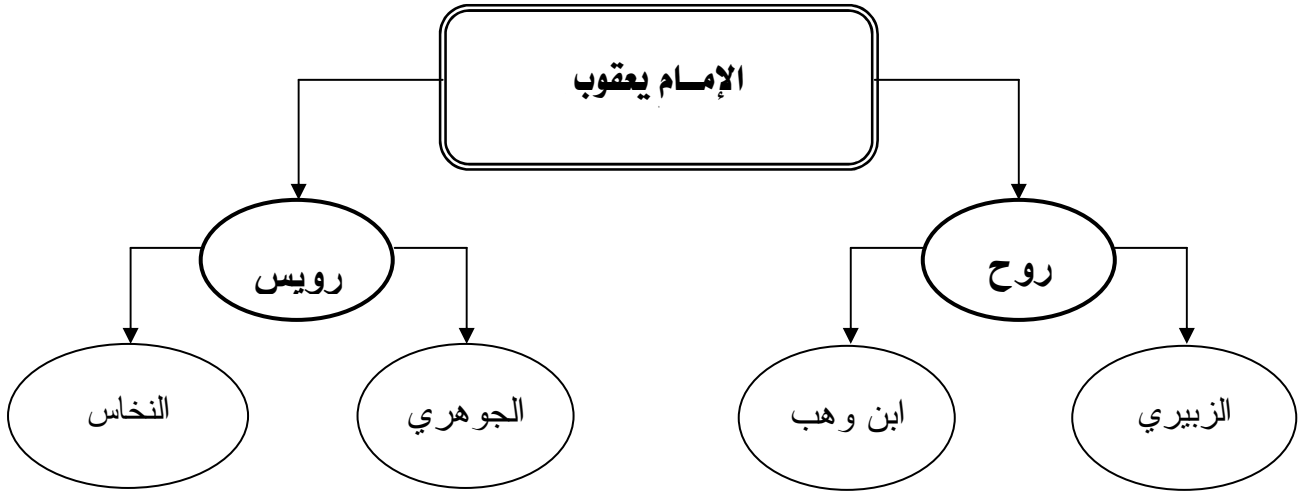 الإمـام يعقوب
روح
رويس
الزبيري
ابن وهب
الجوهري
النخاس